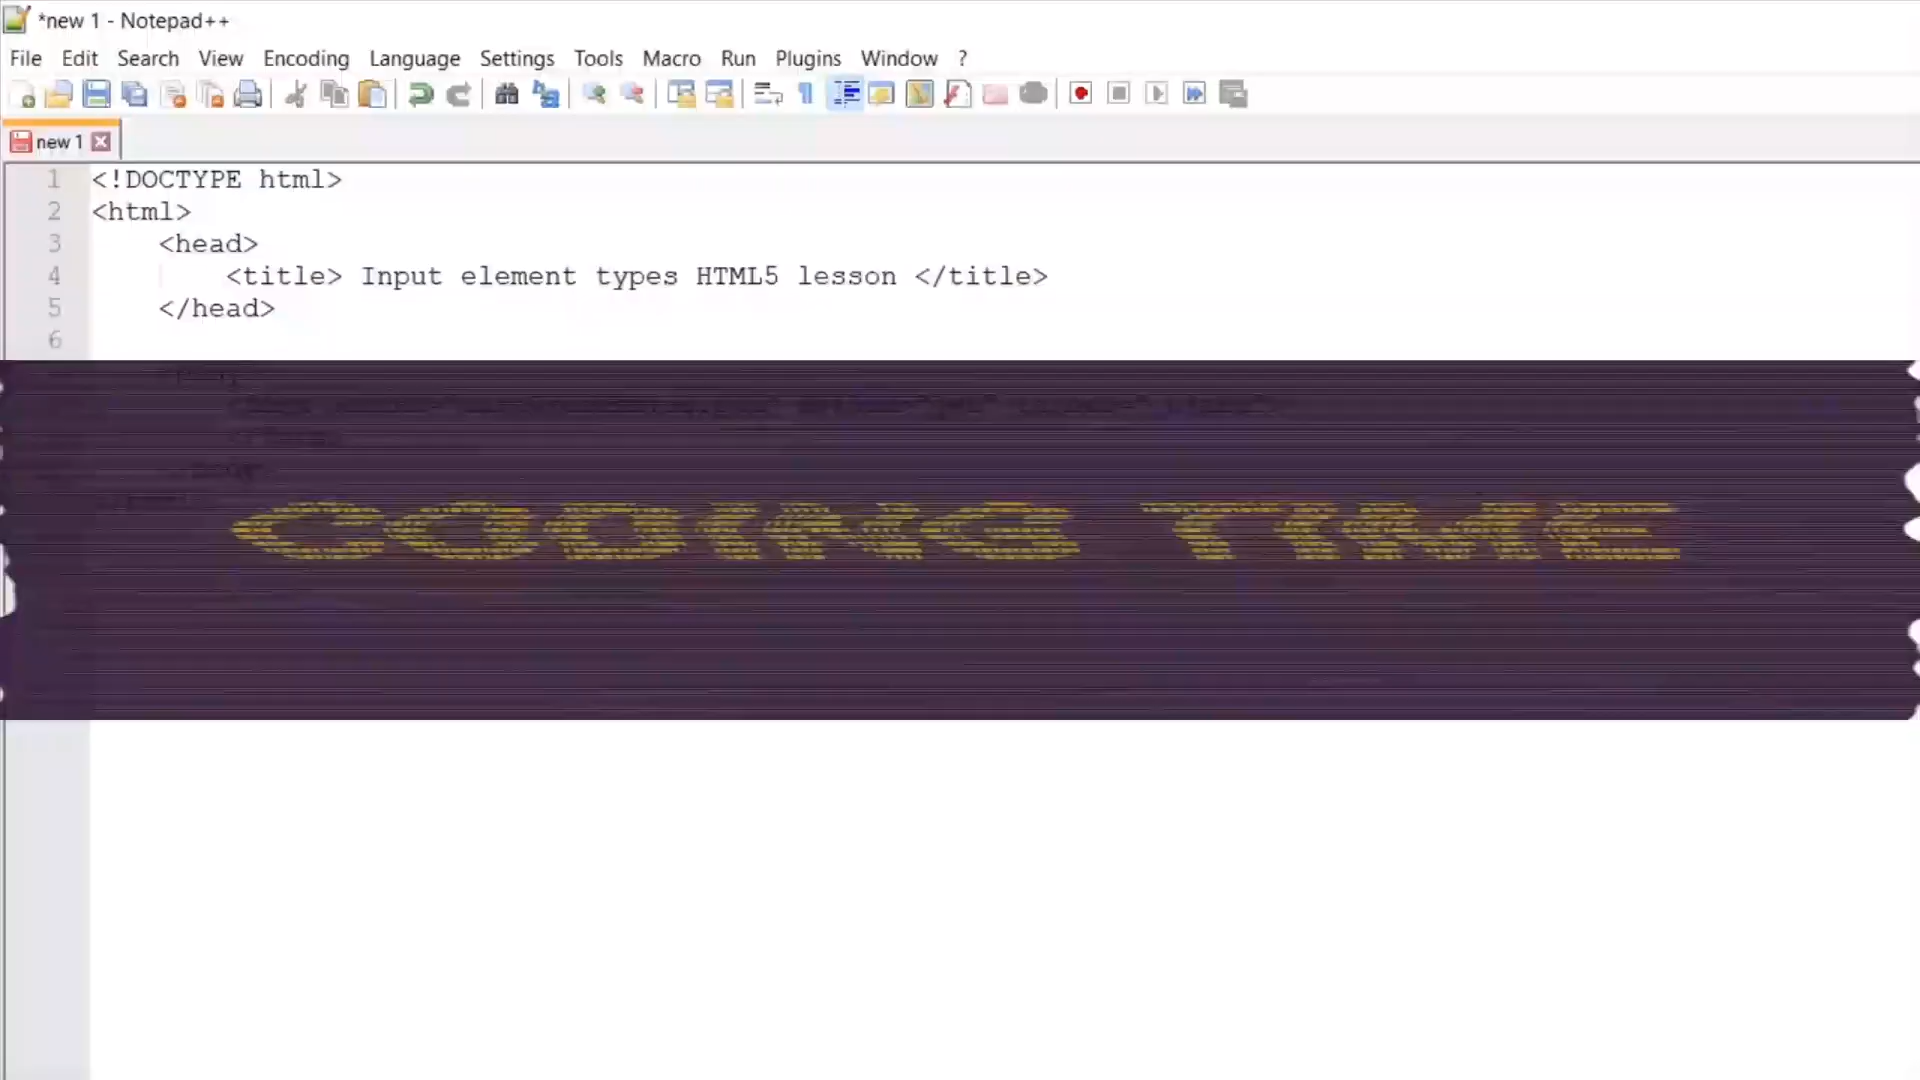 *new 1 - Notepad++
File Edit Search View Encoding Language Settings Tools Macro Run Plugins Window ?
new 1
1 <!DOCTYPE html>
2 <html>
3 <head>
4 <title> Input element types HTML5 lesson </title>
5 </head>
6
CODING TIME